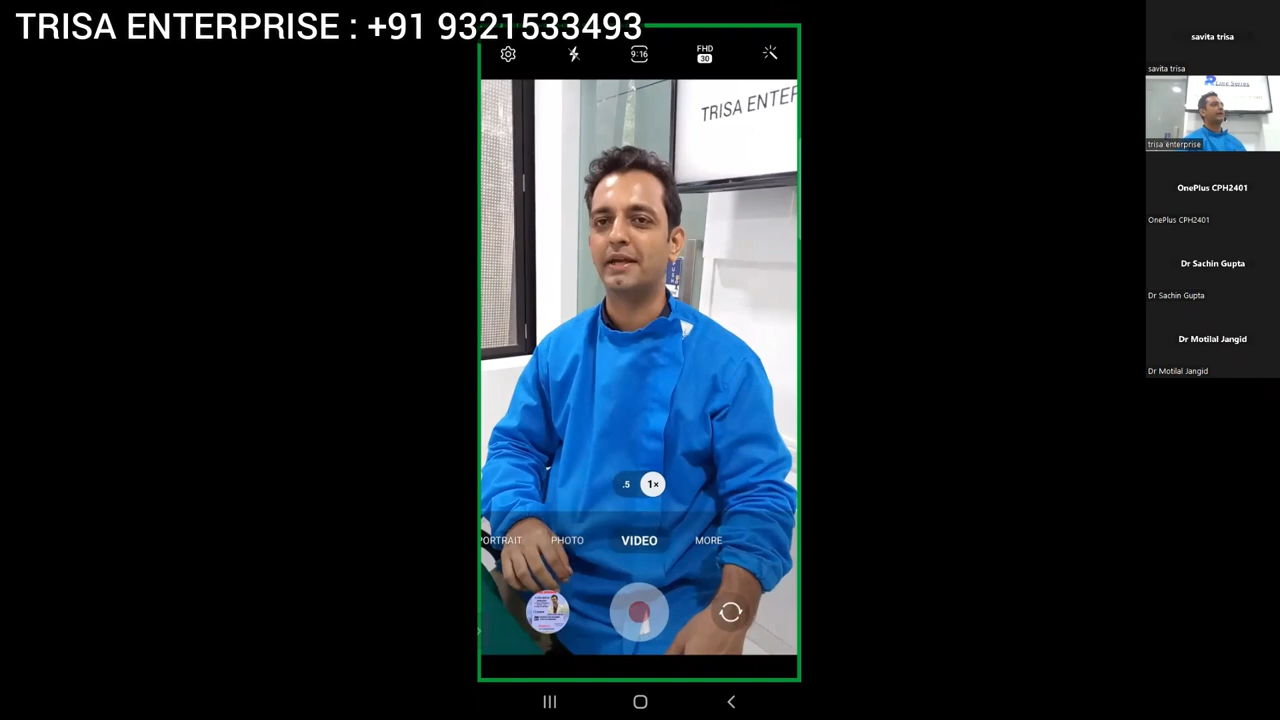 TRISA ENTERPRISE : +91 9321533493
9:16
FHD
30
TRISA ENTER
.5
1×
PORTRAIT
PHOTO
VIDEO
MORE
savita trisa
savita trisa
trisa enterprise
OnePlus CPH2401
OnePlus CPH2401
Dr Sachin Gupta
Dr Sachin Gupta
Dr Motilal Jangid
Dr Motilal Jangid